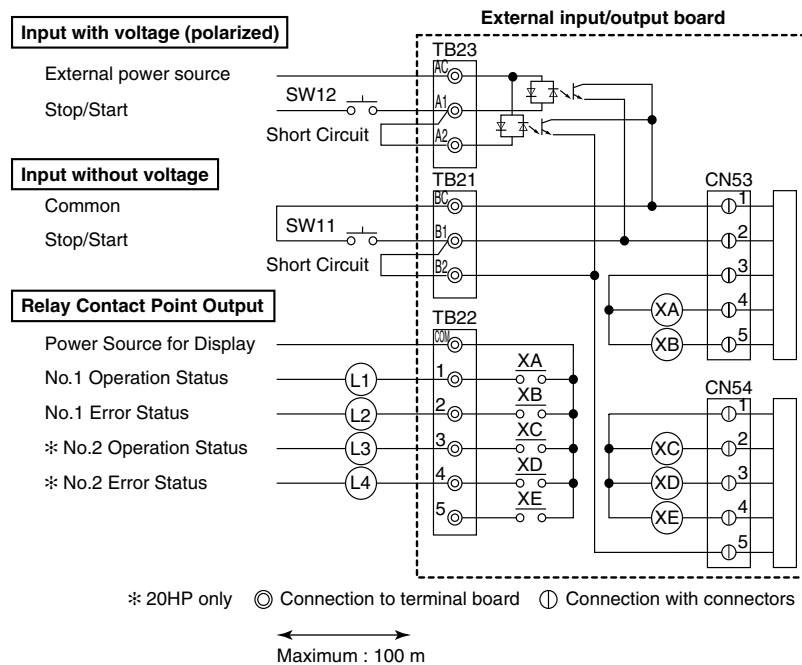 External input/output board
Input with voltage (polarized)
TB23
External power source
AC
Stop/Start
SW12
A1
Short Circuit
A2
Input without voltage
TB21
CN53
Common
BC
1
Stop/Start
SW11
B1
2
Short Circuit
B2
3
XA
4
XB
5
Relay Contact Point Output
TB22
Power Source for Display
COM
No.1 Operation Status
L1
1
XA
CN54
No.1 Error Status
L2
2
XB
1
✻ No.2 Operation Status
L3
3
XC
XC
2
✻ No.2 Error Status
L4
4
XD
XD
3
5
XE
XE
4
5
✻ 20HP only
Connection to terminal board
Connection with connectors
Maximum : 100 m